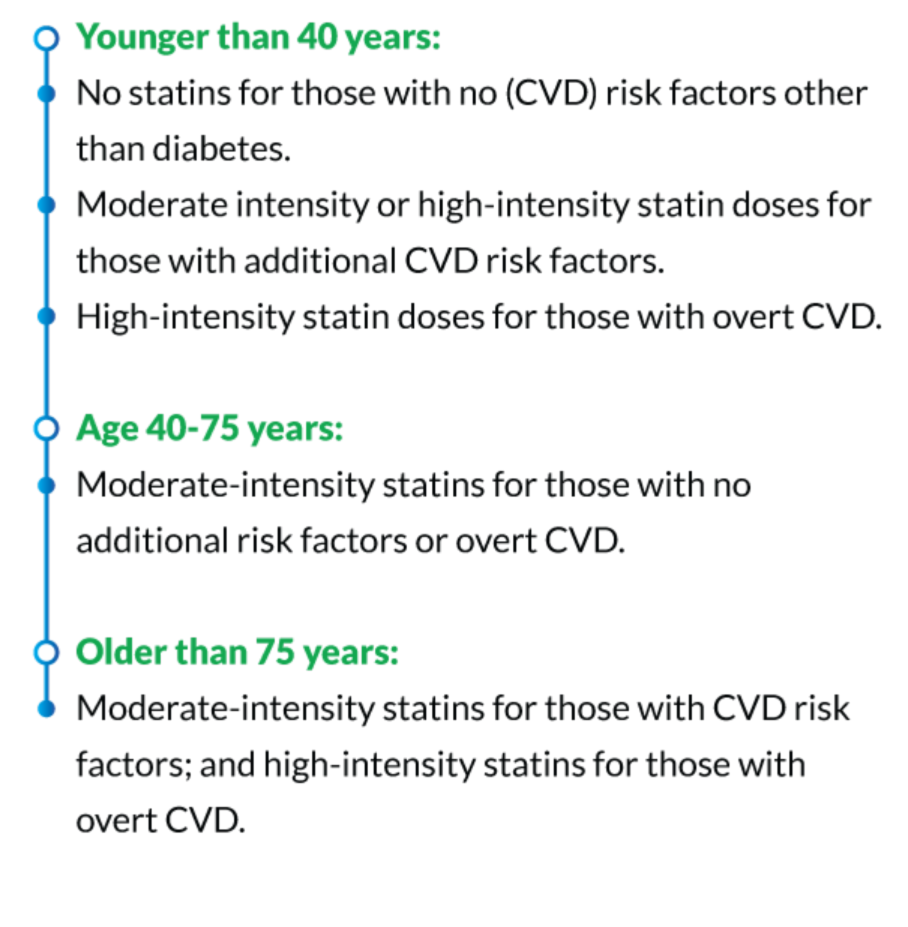 Younger than 40 years:
No statins for those with no (CVD) risk factors other
than diabetes.
Moderate intensity or high-intensity statin doses for
those with additional CVD risk factors.
High-intensity statin doses for those with overt CVD.
Age 40-75 years:
Moderate-intensity statins for those with no
additional risk factors or overt CVD.
Older than 75 years:
Moderate-intensity statins for those with CVD risk
factors; and high-intensity statins for those with
overt CVD.